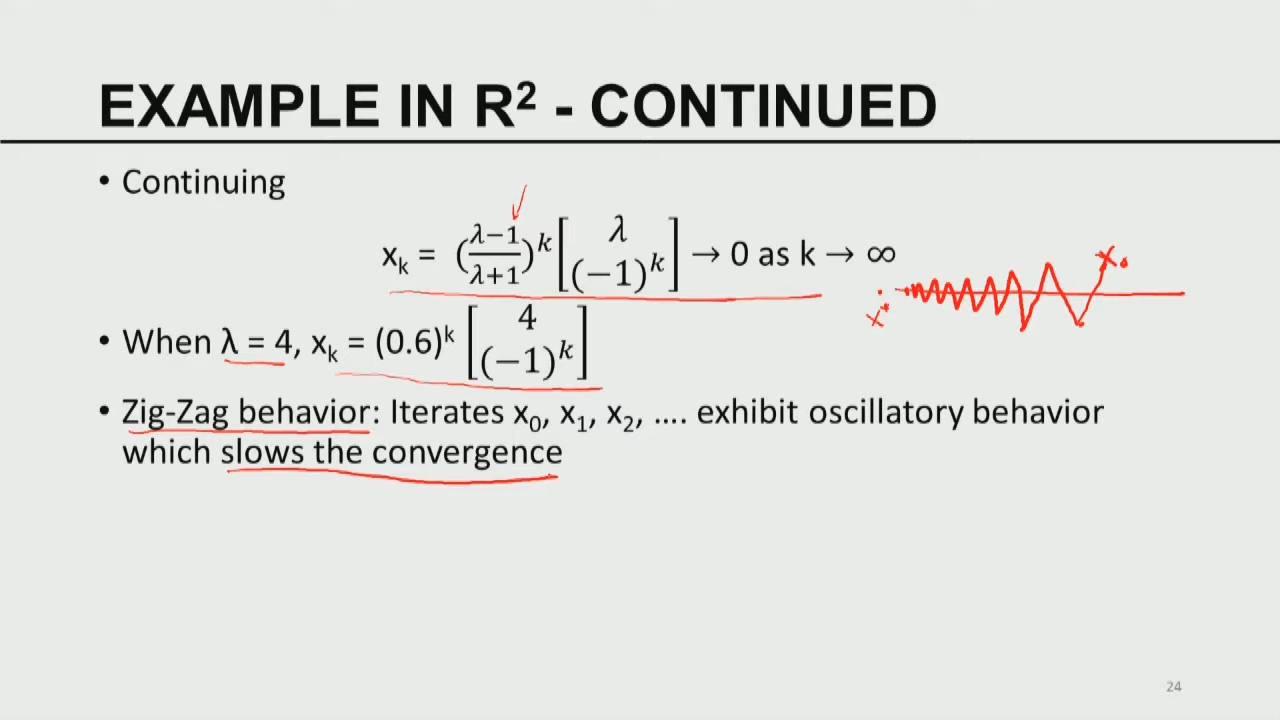 EXAMPLE IN R² - CONTINUED
• Continuing
xₖ = (λ−1/λ+1)ᵏ [λ (−1)ᵏ] → 0 as k → ∞
x₀
x*
• When λ = 4, xₖ = (0.6)ᵏ [4 (−1)ᵏ]
• Zig-Zag behavior: Iterates x₀, x₁, x₂, .... exhibit oscillatory behavior
which slows the convergence
24